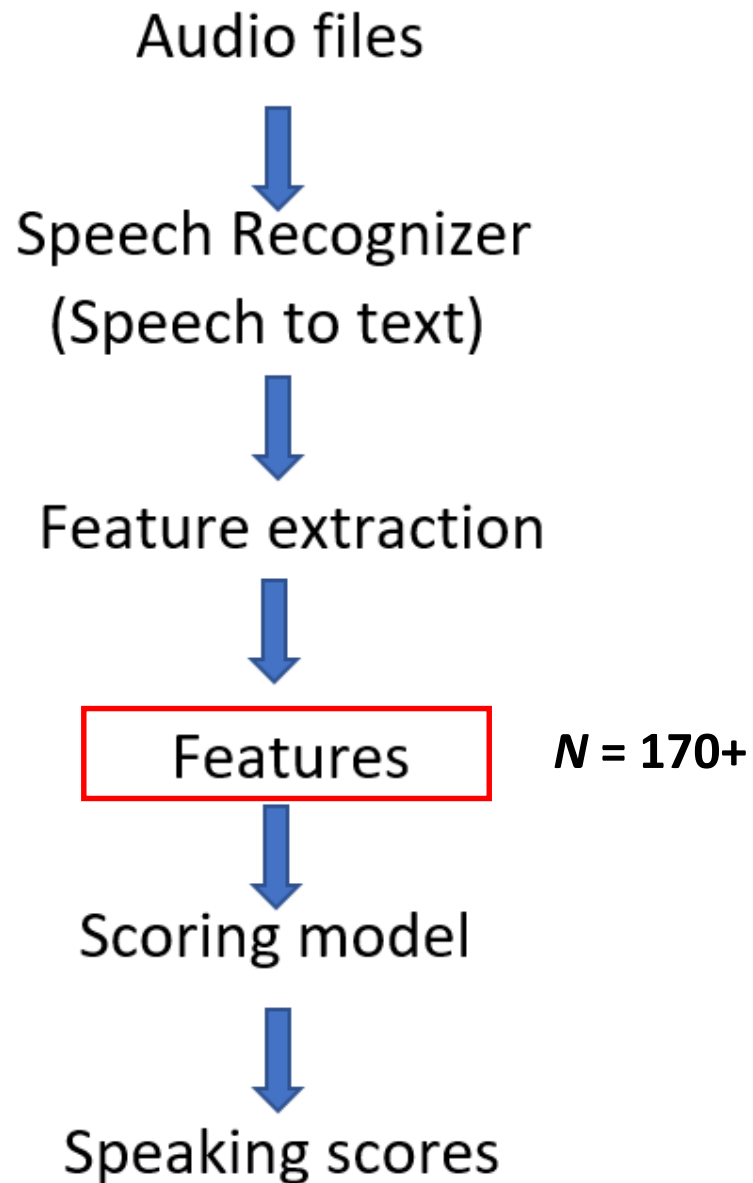 Audio files
Speech Recognizer
(Speech to text)
Feature extraction
Features
N = 170+
Scoring model
Speaking scores